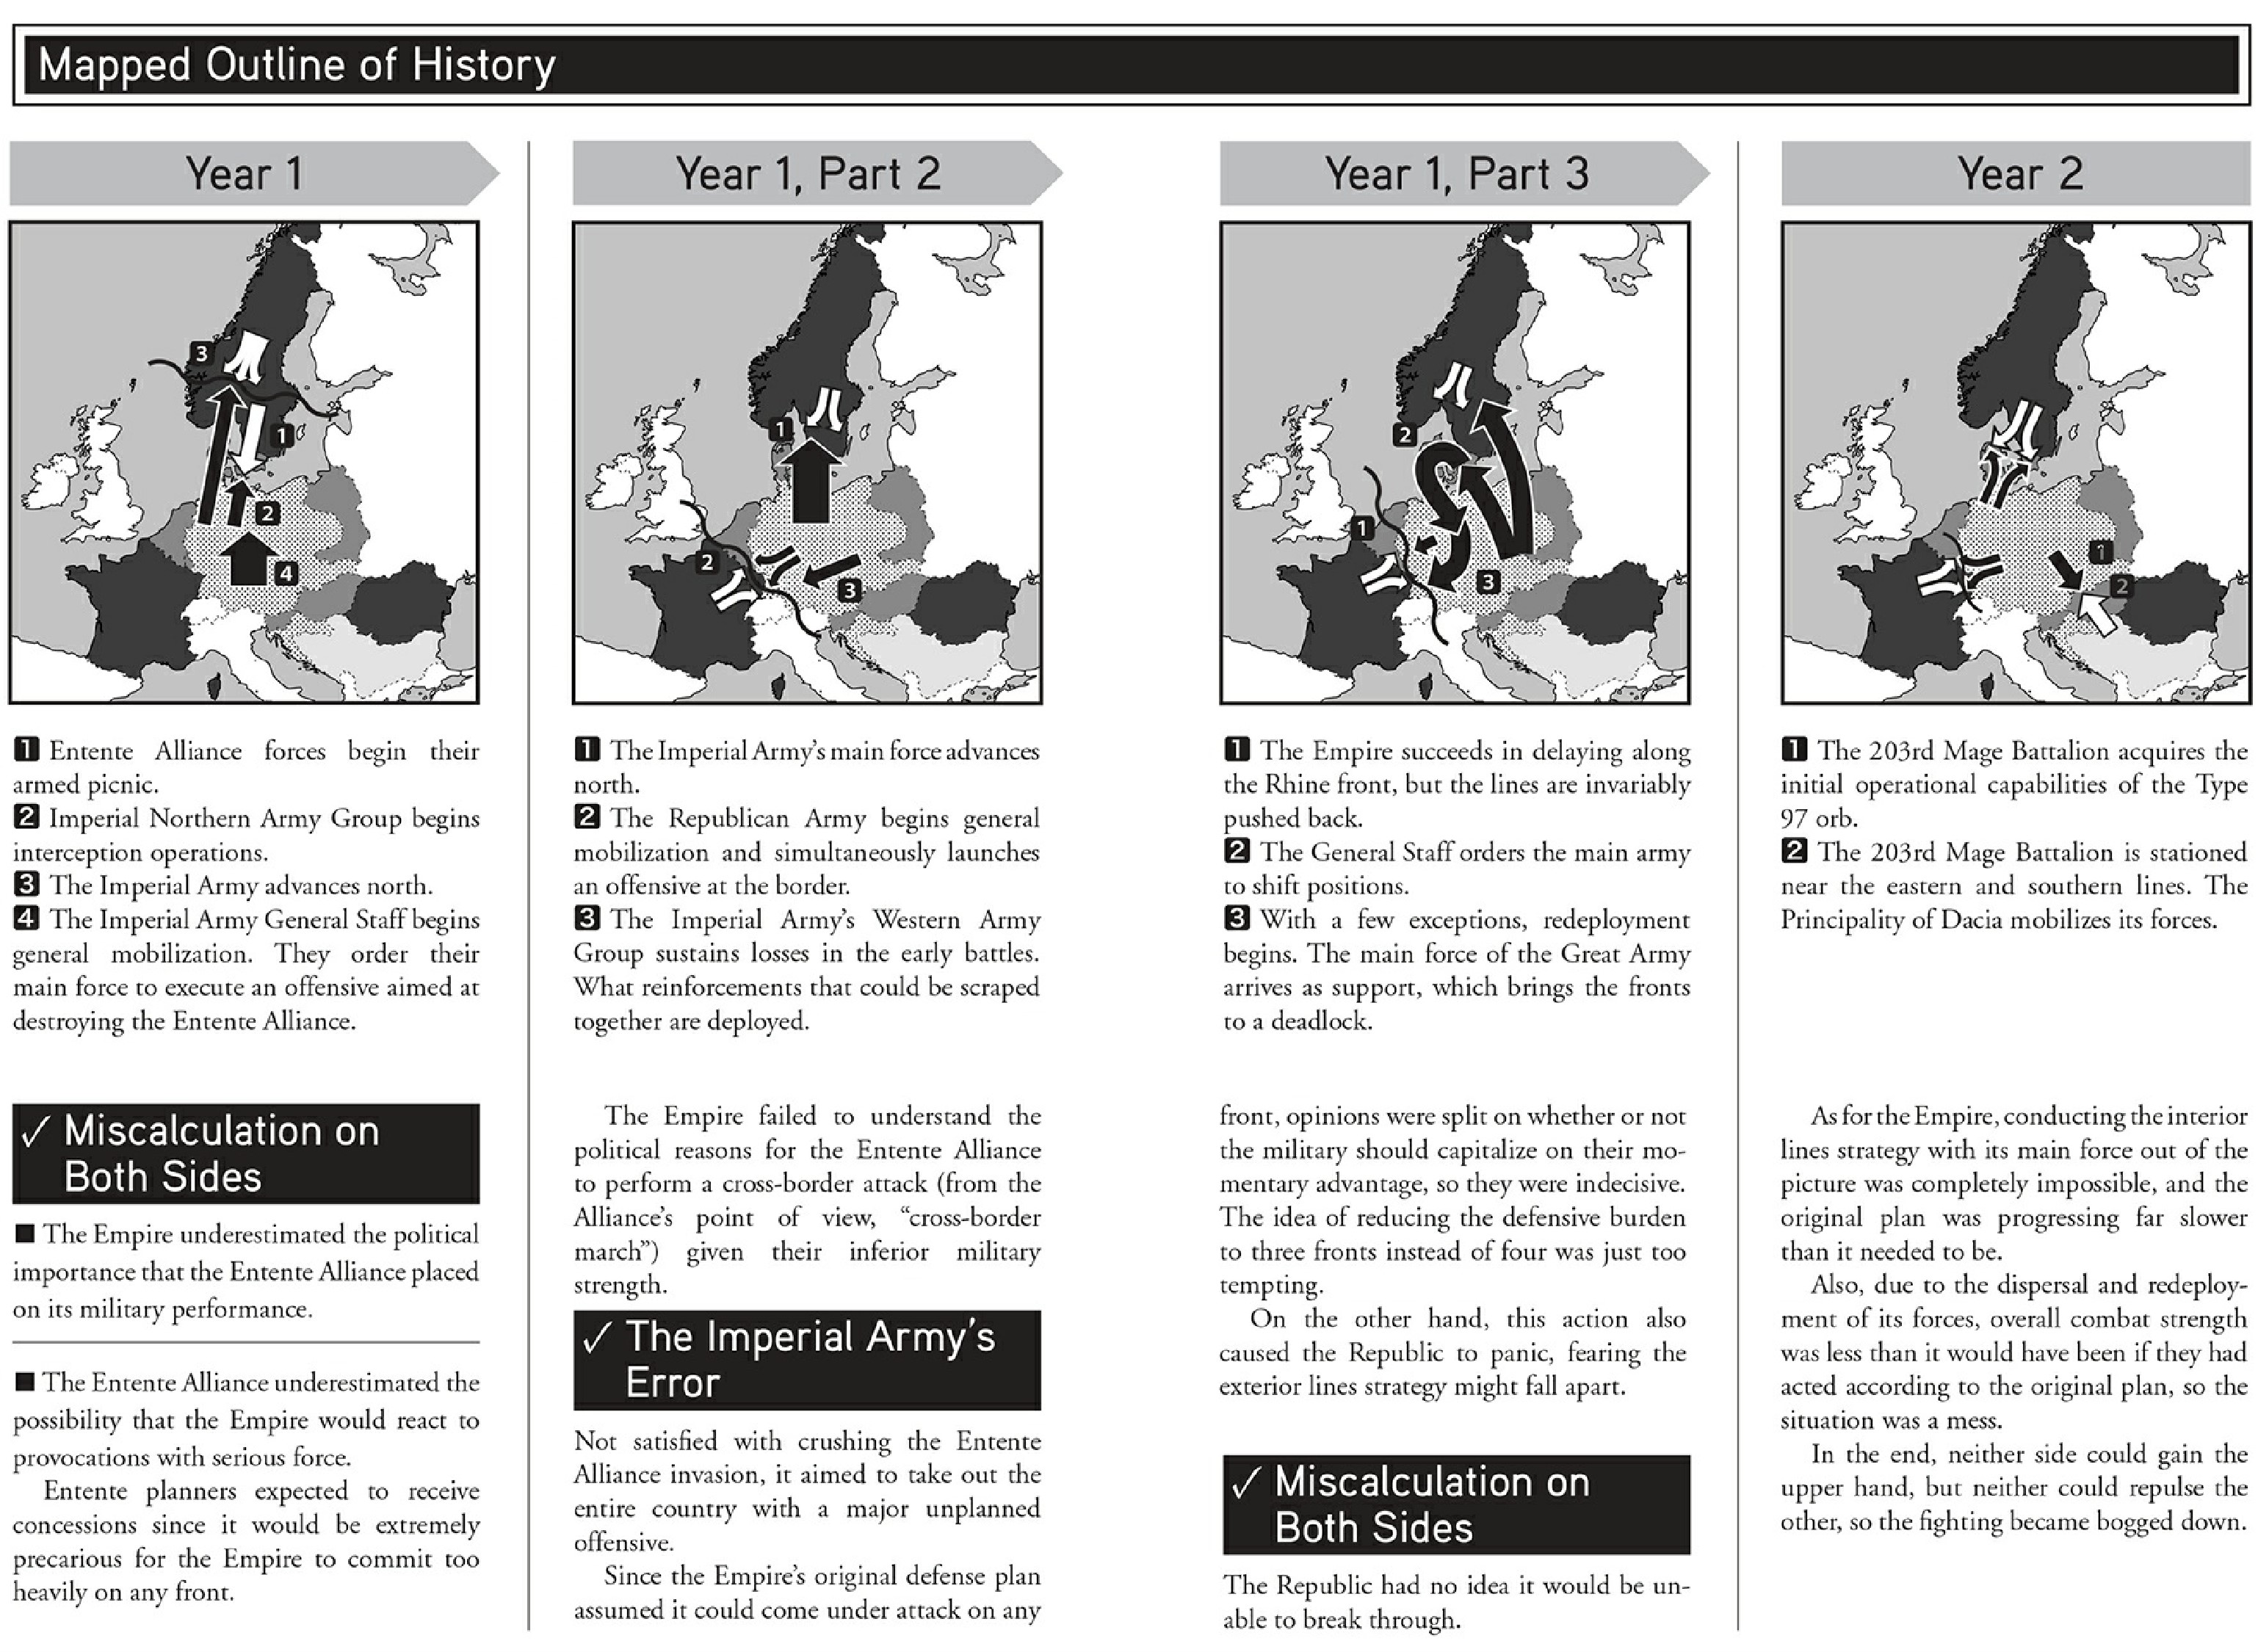 Mapped Outline of History
Year 1
3
1
2
4
1 Entente Alliance forces begin their
armed picnic.
2 Imperial Northern Army Group begins
interception operations.
3 The Imperial Army advances north.
4 The Imperial Army General Staff begins
general mobilization. They order their
main force to execute an offensive aimed at
destroying the Entente Alliance.
✓ Miscalculation on
Both Sides
■ The Empire underestimated the political
importance that the Entente Alliance placed
on its military performance.
■ The Entente Alliance underestimated the
possibility that the Empire would react to
provocations with serious force.
Entente planners expected to receive
concessions since it would be extremely
precarious for the Empire to commit too
heavily on any front.
Year 1, Part 2
1
2
3
1 The Imperial Army's main force advances
north.
2 The Republican Army begins general
mobilization and simultaneously launches
an offensive at the border.
3 The Imperial Army's Western Army
Group sustains losses in the early battles.
What reinforcements that could be scraped
together are deployed.
The Empire failed to understand the
political reasons for the Entente Alliance
to perform a cross-border attack (from the
Alliance's point of view, “cross-border
march”) given their inferior military
strength.
✓ The Imperial Army's
Error
Not satisfied with crushing the Entente
Alliance invasion, it aimed to take out the
entire country with a major unplanned
offensive.
Since the Empire's original defense plan
assumed it could come under attack on any
Year 1, Part 3
2
1
3
1 The Empire succeeds in delaying along
the Rhine front, but the lines are invariably
pushed back.
2 The General Staff orders the main army
to shift positions.
3 With a few exceptions, redeployment
begins. The main force of the Great Army
arrives as support, which brings the fronts
to a deadlock.
front, opinions were split on whether or not
the military should capitalize on their mo-
mentary advantage, so they were indecisive.
The idea of reducing the defensive burden
to three fronts instead of four was just too
tempting.
On the other hand, this action also
caused the Republic to panic, fearing the
exterior lines strategy might fall apart.
✓ Miscalculation on
Both Sides
The Republic had no idea it would be un-
able to break through.
Year 2
1
2
1 The 203rd Mage Battalion acquires the
initial operational capabilities of the Type
97 orb.
2 The 203rd Mage Battalion is stationed
near the eastern and southern lines. The
Principality of Dacia mobilizes its forces.
As for the Empire, conducting the interior
lines strategy with its main force out of the
picture was completely impossible, and the
original plan was progressing far slower
than it needed to be.
Also, due to the dispersal and redeploy-
ment of its forces, overall combat strength
was less than it would have been if they had
acted according to the original plan, so the
situation was a mess.
In the end, neither side could gain the
upper hand, but neither could repulse the
other, so the fighting became bogged down.